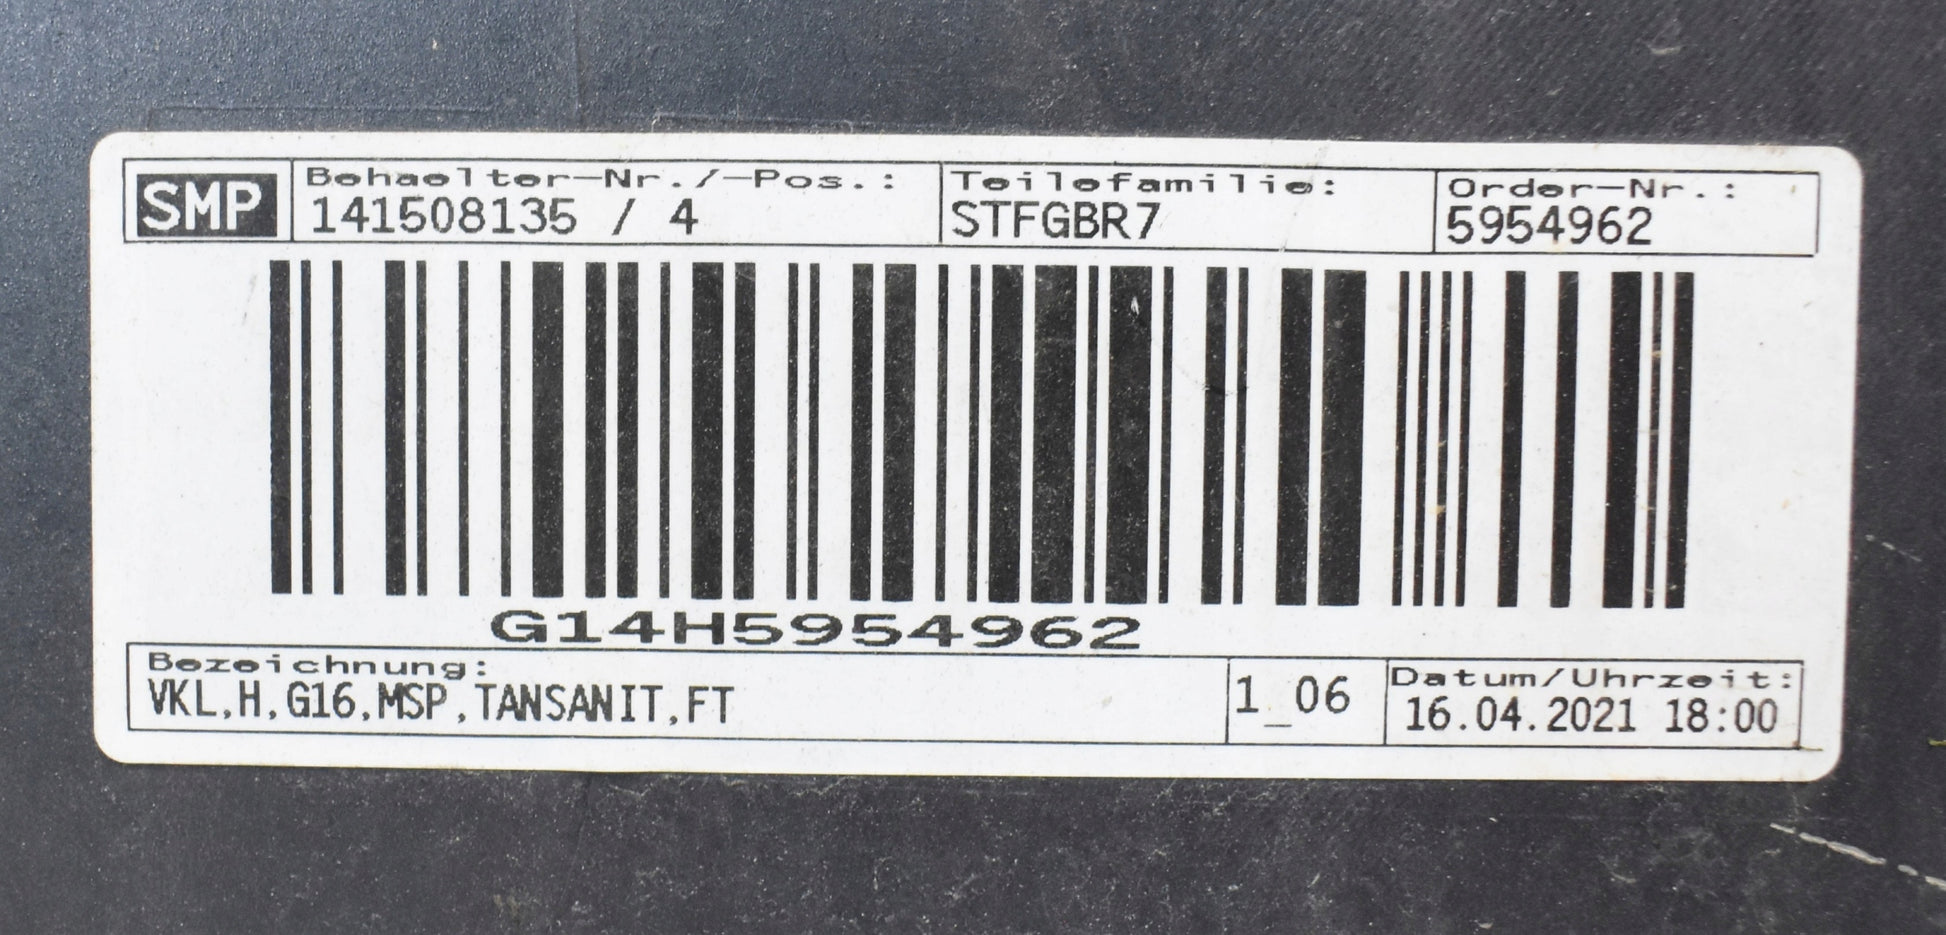 SMP
Behaelter-Nr./-Pos.:
141508135 / 4
Teilefamilie:
STFGBR7
Order-Nr.:
5954962
G14H5954962
Bezeichnung:
VKL,H,G16,MSP,TANSANIT,FT
1_06
Datum/Uhrzeit:
16.04.2021 18:00